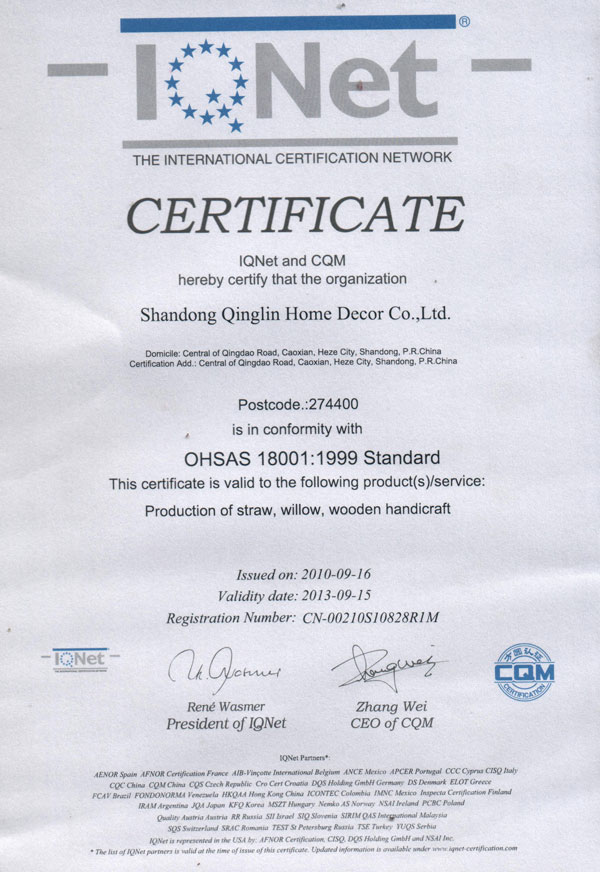 IQNet®
THE INTERNATIONAL CERTIFICATION NETWORK
CERTIFICATE
IQNet and CQM
hereby certify that the organization
Shandong Qinglin Home Decor Co.,Ltd.
Domicile: Central of Qingdao Road, Caoxian, Heze City, Shandong, P.R.China
Certification Add.: Central of Qingdao Road, Caoxian, Heze City, Shandong, P.R.China
Postcode.:274400
is in conformity with
OHSAS 18001:1999 Standard
This certificate is valid to the following product(s)/service:
Production of straw, willow, wooden handicraft
Issued on: 2010-09-16
Validity date: 2013-09-15
Registration Number: CN-00210S10828R1M
IQNet
方圆认证
CQM
CERTIFICATION
René Wasmer
President of IQNet
Zhang Wei
CEO of CQM
IQNet Partners*:
AENOR Spain AFNOR Certification France AIB-Vinçotte International Belgium ANCE Mexico APCER Portugal CCC Cyprus CISQ Italy
CQC China CQM China CQS Czech Republic Cro Cert Croatia DQS Holding GmbH Germany DS Denmark ELOT Greece
FCAV Brazil FONDONORMA Venezuela HKQAA Hong Kong China ICONTEC Colombia IMNC Mexico Inspecta Certification Finland
IRAM Argentina JQA Japan KFQ Korea MSZT Hungary Nemko AS Norway NSAI Ireland PCBC Poland
Quality Austria Austria RR Russia SII Israel SIQ Slovenia SIRIM QAS International Malaysia
SQS Switzerland SRAC Romania TEST St Petersburg Russia TSE Turkey YUQS Serbia
IQNet is represented in the USA by: AFNOR Certification, CISQ, DQS Holding GmbH and NSAI Inc.
* The list of IQNet partners is valid at the time of issue of this certificate. Updated information is available under www.iqnet-certification.com